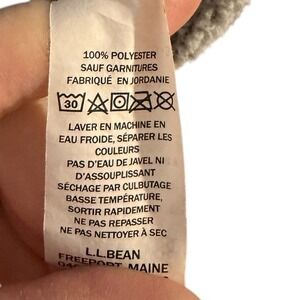 100% POLYESTER
SAUF GARNITURES
FABRIQUÉ EN JORDANIE
30
LAVER EN MACHINE EN
EAU FROIDE, SÉPARER LES
COULEURS
PAS D'EAU DE JAVEL NI
D'ASSOUPLISSANT
SÉCHAGE PAR CULBUTAGE
BASSE TEMPÉRATURE,
SORTIR RAPIDEMENT
NE PAS REPASSER
NE PAS NETTOYER À SEC
L.L.BEAN
FREEPORT, MAINE